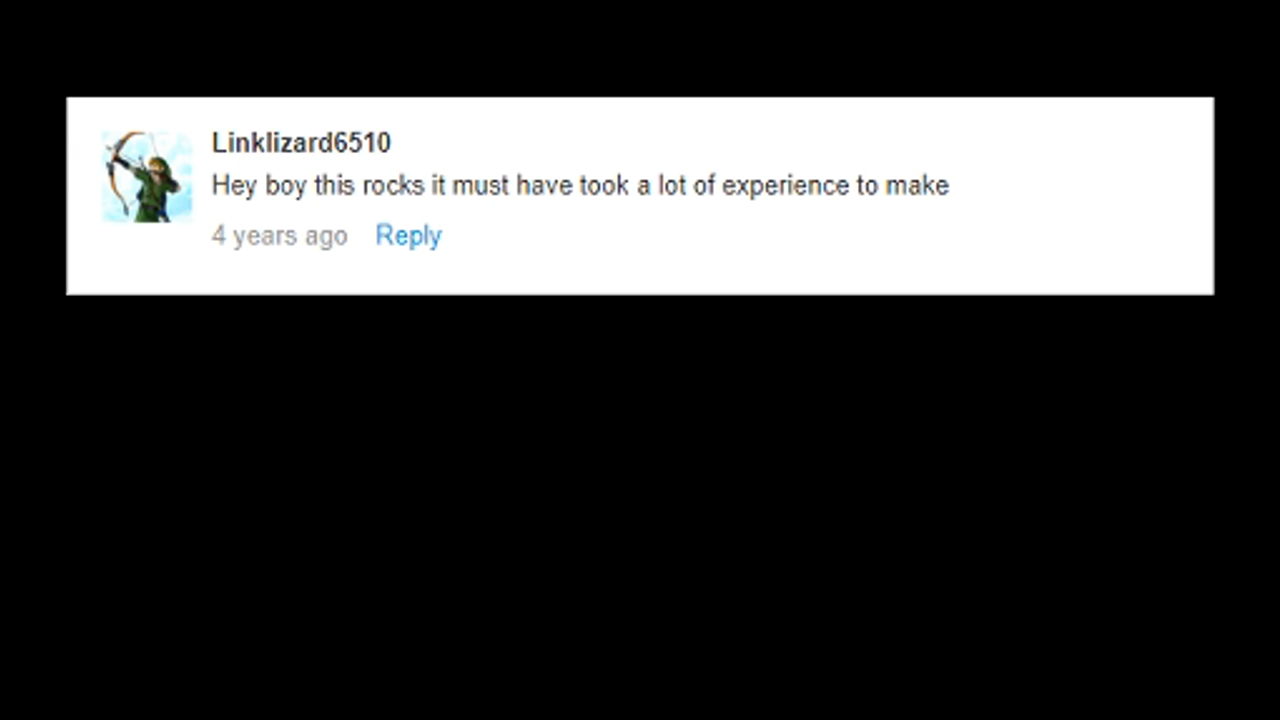 Linklizard6510
Hey boy this rocks it must have took a lot of experience to make
4 years ago Reply